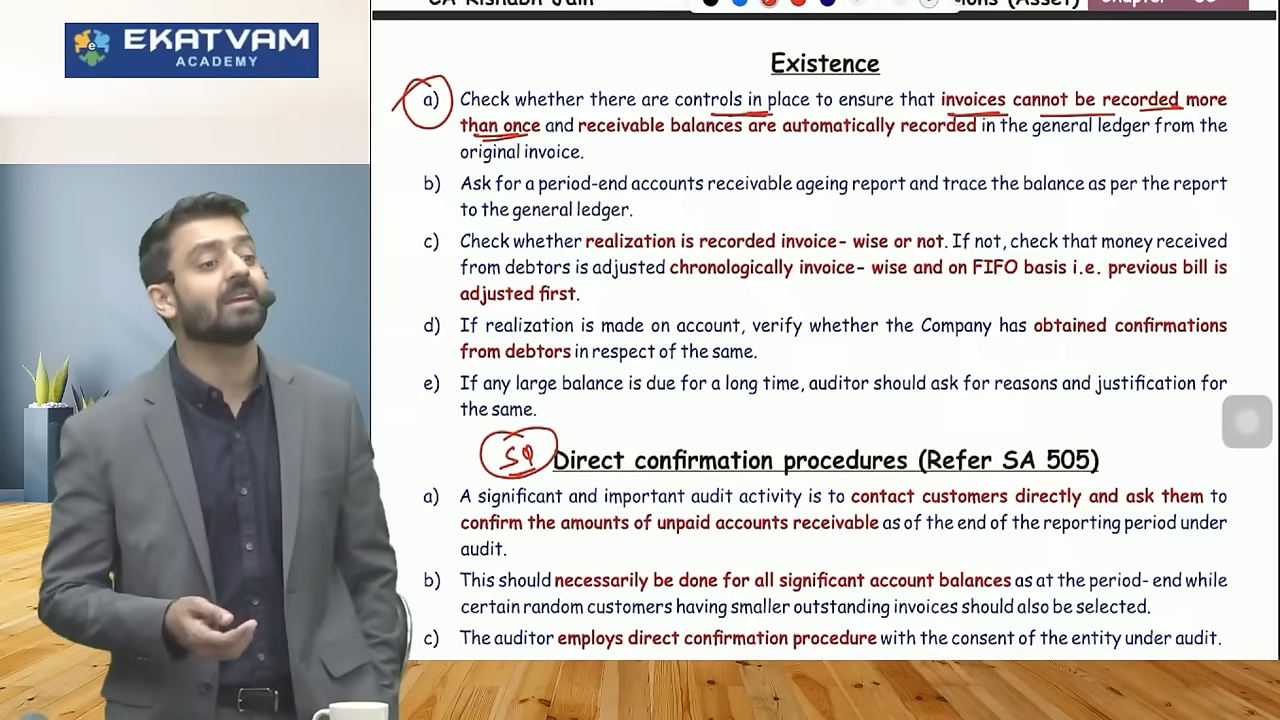 EKATVAM
ACADEMY
CA Rishabh Jain
(Asset)
Chapter
Existence
a) Check whether there are controls in place to ensure that invoices cannot be recorded more
than once and receivable balances are automatically recorded in the general ledger from the
original invoice.
b) Ask for a period-end accounts receivable ageing report and trace the balance as per the report
to the general ledger.
c) Check whether realization is recorded invoice- wise or not. If not, check that money received
from debtors is adjusted chronologically invoice- wise and on FIFO basis i.e. previous bill is
adjusted first.
d) If realization is made on account, verify whether the Company has obtained confirmations
from debtors in respect of the same.
e) If any large balance is due for a long time, auditor should ask for reasons and justification for
the same.
Direct confirmation procedures (Refer SA 505)
a) A significant and important audit activity is to contact customers directly and ask them to
confirm the amounts of unpaid accounts receivable as of the end of the reporting period under
audit.
b) This should necessarily be done for all significant account balances as at the period- end while
certain random customers having smaller outstanding invoices should also be selected.
c) The auditor employs direct confirmation procedure with the consent of the entity under audit.